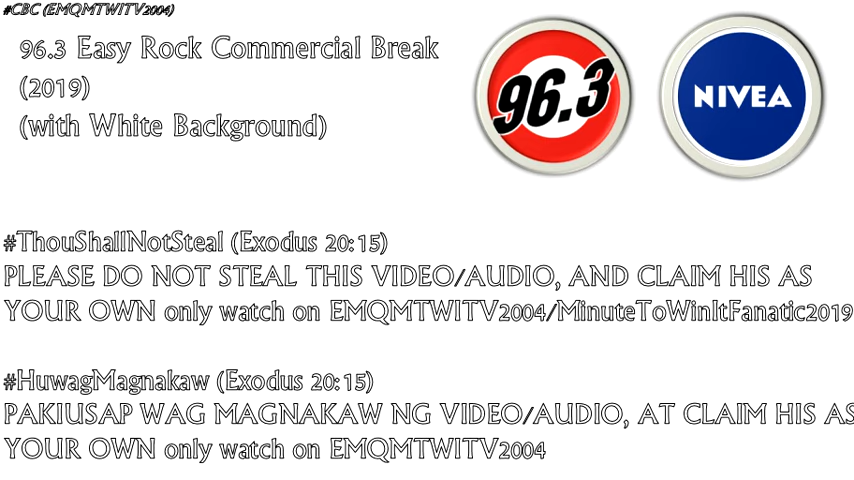 #CBC (EMQMTWITV2004)
96.3 Easy Rock Commercial Break
(2019)
(with White Background)
96.3
NIVEA
#ThouShallNotSteal (Exodus 20:15)
PLEASE DO NOT STEAL THIS VIDEO/AUDIO, AND CLAIM HIS AS
YOUR OWN only watch on EMQMTWITV2004/MinuteToWinItFanatic2019
#HuwagMagnakaw (Exodus 20:15)
PAKIUSAP WAG MAGNAKAW NG VIDEO/AUDIO, AT CLAIM HIS AS
YOUR OWN only watch on EMQMTWITV2004